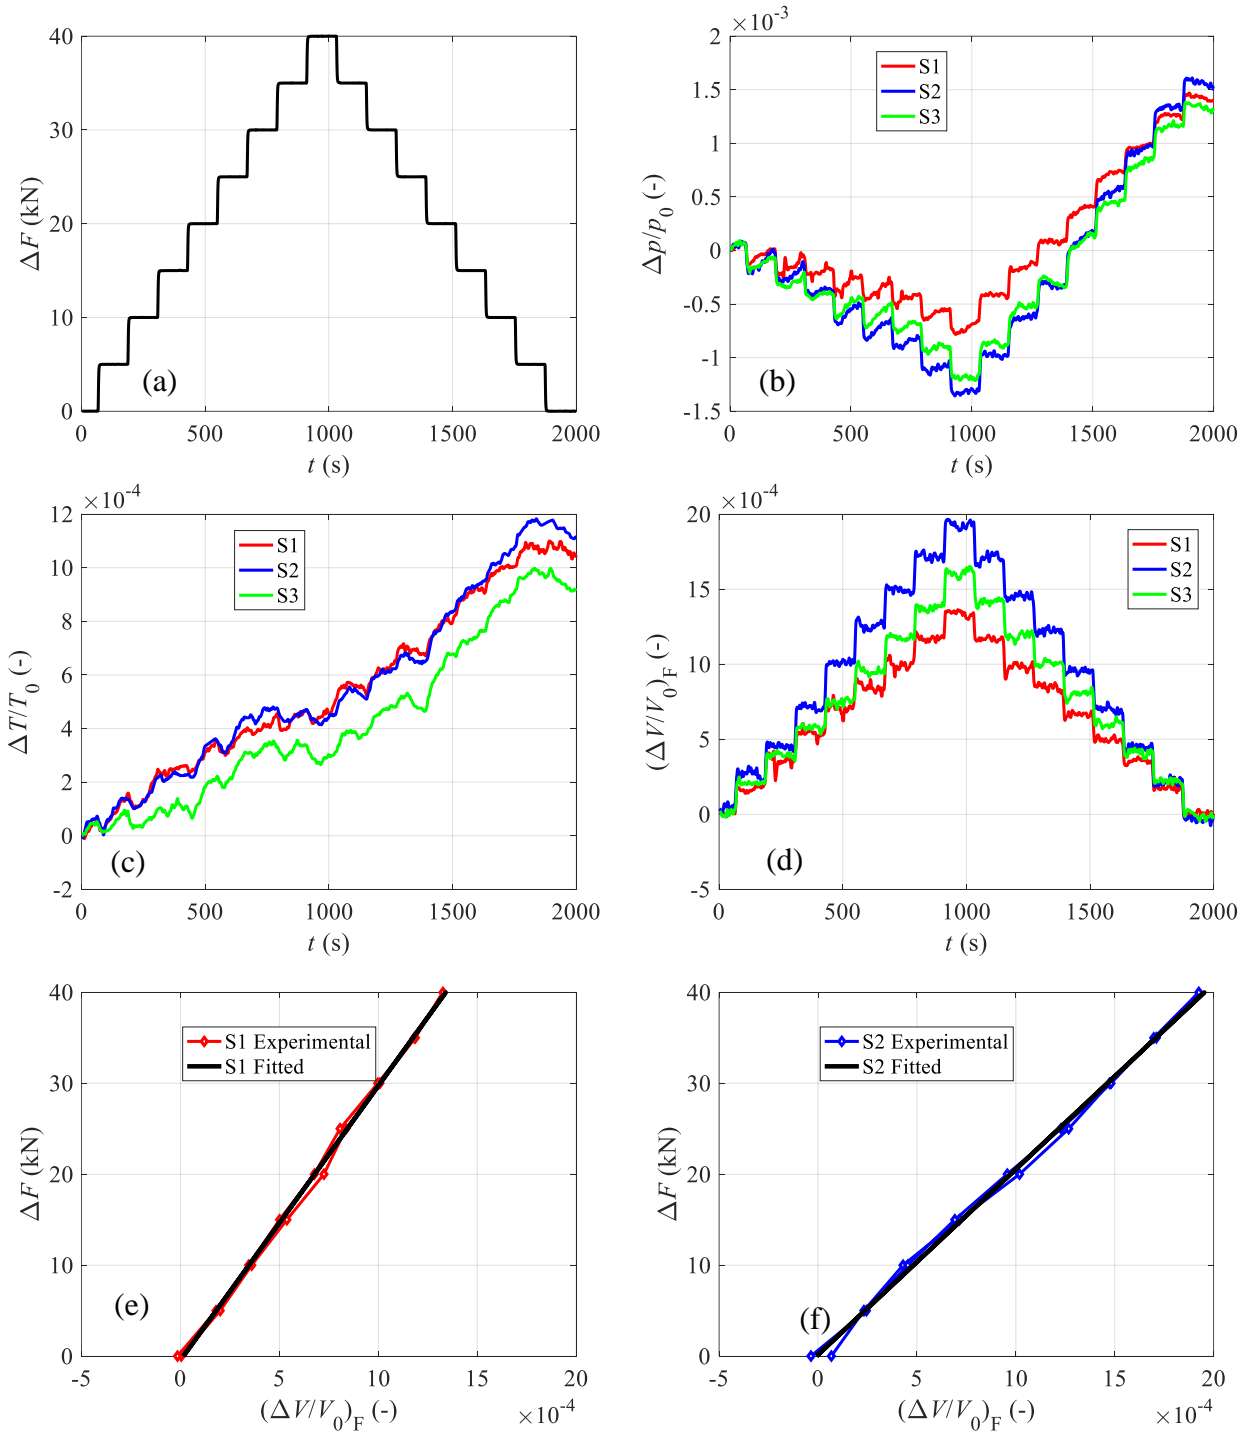 40
30
20
10
0
0
500
1000
1500
2000
ΔF (kN)
t (s)
(a)
×10-3
2
1.5
1
0.5
0
-0.5
-1
-1.5
0
500
1000
1500
2000
Δp/p0 (-)
t (s)
S1
S2
S3
(b)
×10-4
12
10
8
6
4
2
0
-2
0
500
1000
1500
2000
ΔT/T0 (-)
t (s)
S1
S2
S3
(c)
×10-4
20
15
10
5
0
-5
0
500
1000
1500
2000
(ΔV/V0)F (-)
t (s)
S1
S2
S3
(d)
40
30
20
10
0
-5
0
5
10
15
20
ΔF (kN)
(ΔV/V0)F (-)
×10-4
S1 Experimental
S1 Fitted
(e)
40
30
20
10
0
-5
0
5
10
15
20
ΔF (kN)
(ΔV/V0)F (-)
×10-4
S2 Experimental
S2 Fitted
(f)